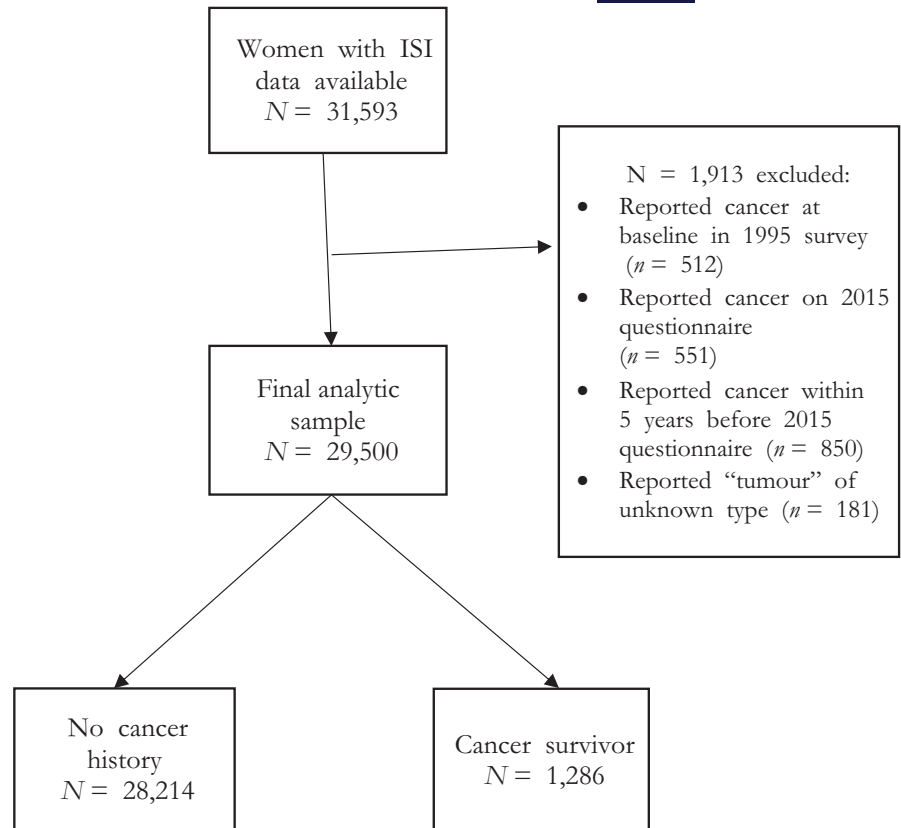 Women with ISI
data available
N = 31,593
N = 1,913 excluded:
• Reported cancer at
baseline in 1995 survey
(n = 512)
• Reported cancer on 2015
questionnaire
(n = 551)
• Reported cancer within
5 years before 2015
questionnaire (n = 850)
• Reported “tumour” of
unknown type (n = 181)
Final analytic
sample
N = 29,500
No cancer
history
N = 28,214
Cancer survivor
N = 1,286